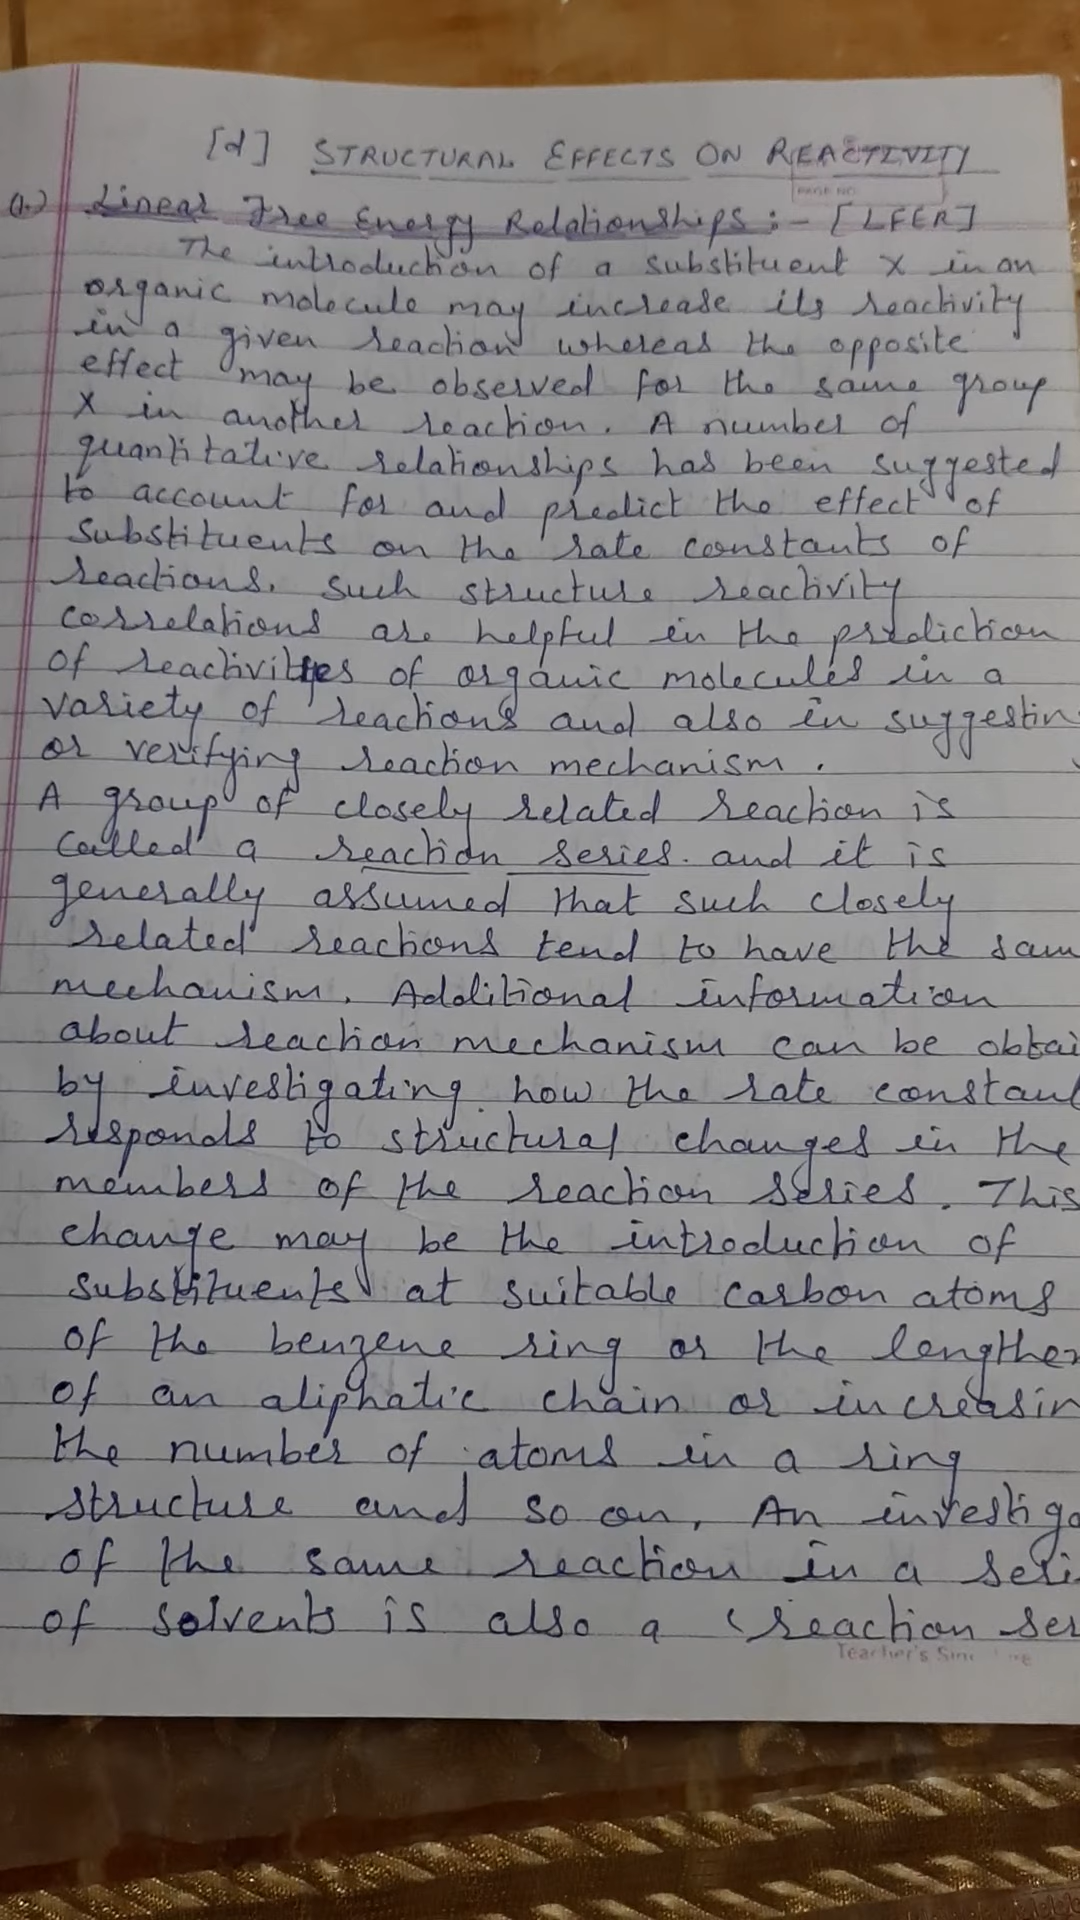 [d] STRUCTURAL EFFECTS ON REACTIVITY
PAGE NO
(1.) Linear Free Energy Relationships :- [LFER]
The introduction of a substituent X in an
organic molecule may increase its reactivity
in a given reaction whereas the opposite
effect may be observed for the same group
X in another reaction. A number of
quantitative relationships has been suggested
to account for and predict the effect of
substituents on the rate constants of
reactions. Such structure reactivity
correlations are helpful in the prediction
of reactivities of organic molecules in a
variety of reactions and also in suggestin
or verifying reaction mechanism.
A group of closely related reaction is
called a reaction series. and it is
generally assumed that such closely
related reactions tend to have the sam
mechanism. Additional information
about reaction mechanism can be obtai
by investigating how the rate constant
responds to structural changes in the
members of the reaction series. This
change may be the introduction of
substituents at suitable carbon atoms
of the benzene ring or the lengthen
of an aliphatic chain or increasin
the number of atoms in a ring
structure and so on. An investiga
of the same reaction in a seri
of solvents is also a reaction ser
Teacher's